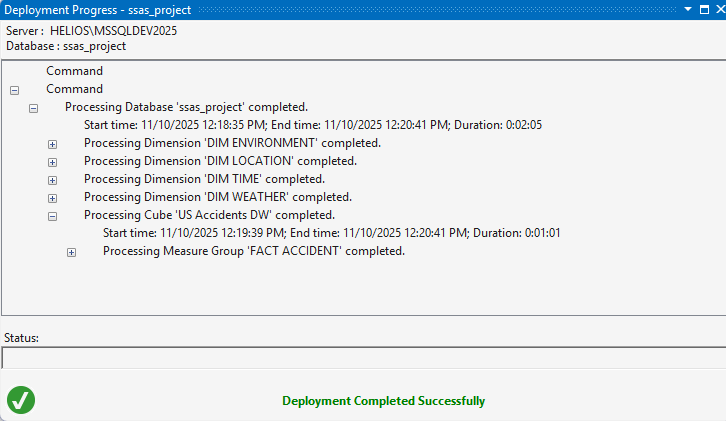 Deployment Progress - ssas_project
Server : HELIOS\MSSQLDEV2025
Database : ssas_project
Command
Command
Processing Database 'ssas_project' completed.
Start time: 11/10/2025 12:18:35 PM; End time: 11/10/2025 12:20:41 PM; Duration: 0:02:05
Processing Dimension 'DIM ENVIRONMENT' completed.
Processing Dimension 'DIM LOCATION' completed.
Processing Dimension 'DIM TIME' completed.
Processing Dimension 'DIM WEATHER' completed.
Processing Cube 'US Accidents DW' completed.
Start time: 11/10/2025 12:19:39 PM; End time: 11/10/2025 12:20:41 PM; Duration: 0:01:01
Processing Measure Group 'FACT ACCIDENT' completed.
Status:
Deployment Completed Successfully